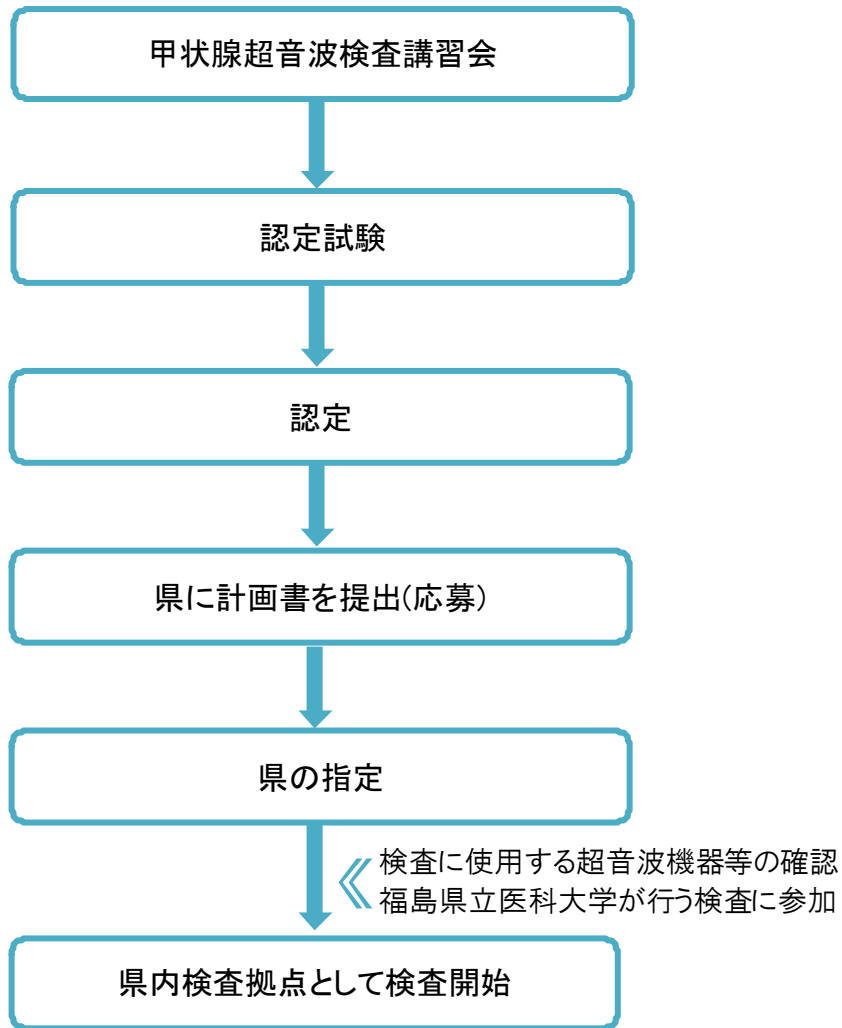 甲状腺超音波検査講習会
認定試験
認定
県に計画書を提出(応募)
県の指定
検査に使用する超音波機器等の確認
福島県立医科大学が行う検査に参加
県内検査拠点として検査開始